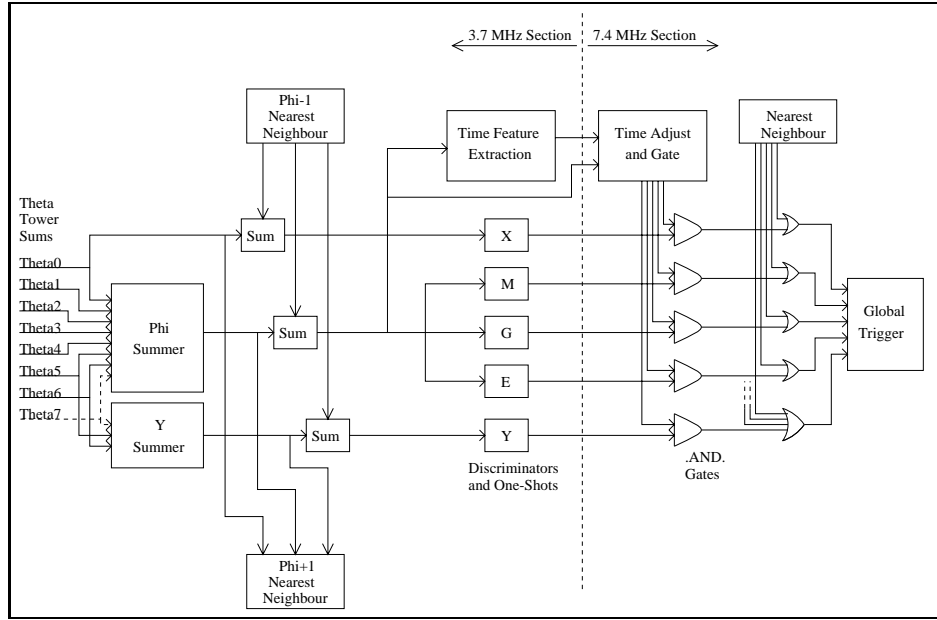 3.7 MHz Section
7.4 MHz Section
Phi-1
Nearest
Neighbour
Time Feature
Extraction
Time Adjust
and Gate
Nearest
Neighbour
Theta
Tower
Sums
Sum
X
Theta0
Theta1
Theta2
Theta3
Theta4
Theta5
Theta6
Theta7
Phi
Summer
Sum
M
G
E
Global
Trigger
Y
Summer
Sum
Y
Discriminators
and One-Shots
.AND.
Gates
Phi+1
Nearest
Neighbour